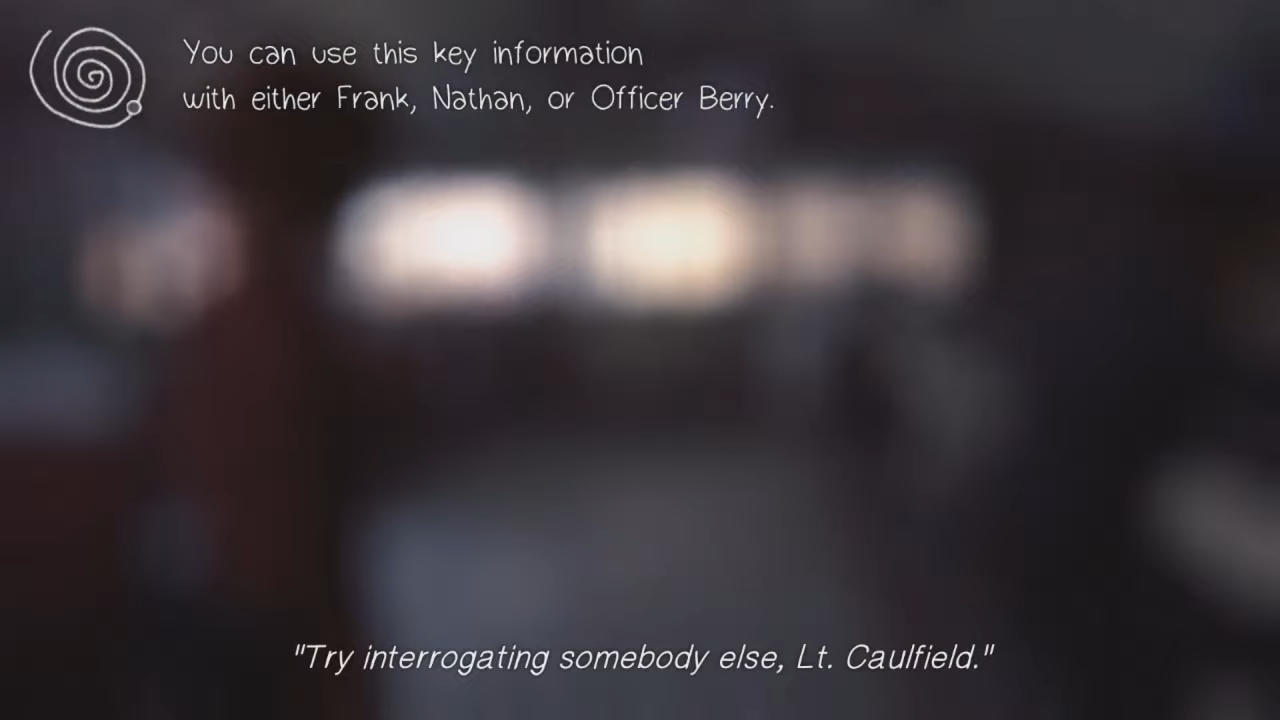 You can use this key information
with either Frank, Nathan, or Officer Berry.
"Try interrogating somebody else, Lt. Caulfield."